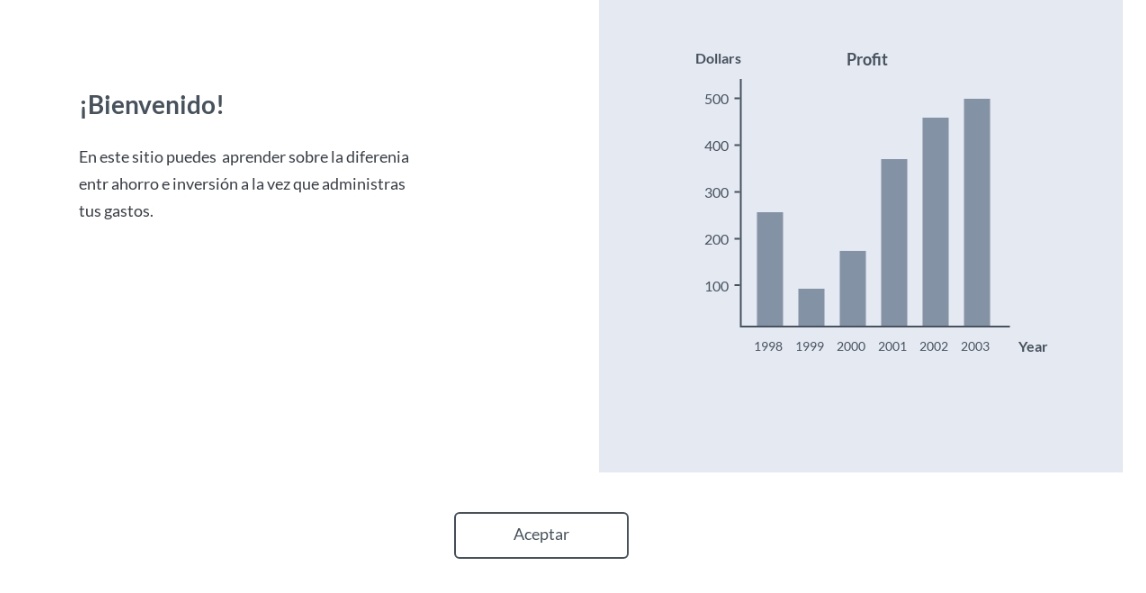 ¡Bienvenido!
En este sitio puedes  aprender sobre la diferenia
entr ahorro e inversión a la vez que administras
tus gastos.
Dollars
Profit
500
400
300
200
100
1998 1999 2000 2001 2002 2003
Year
Aceptar